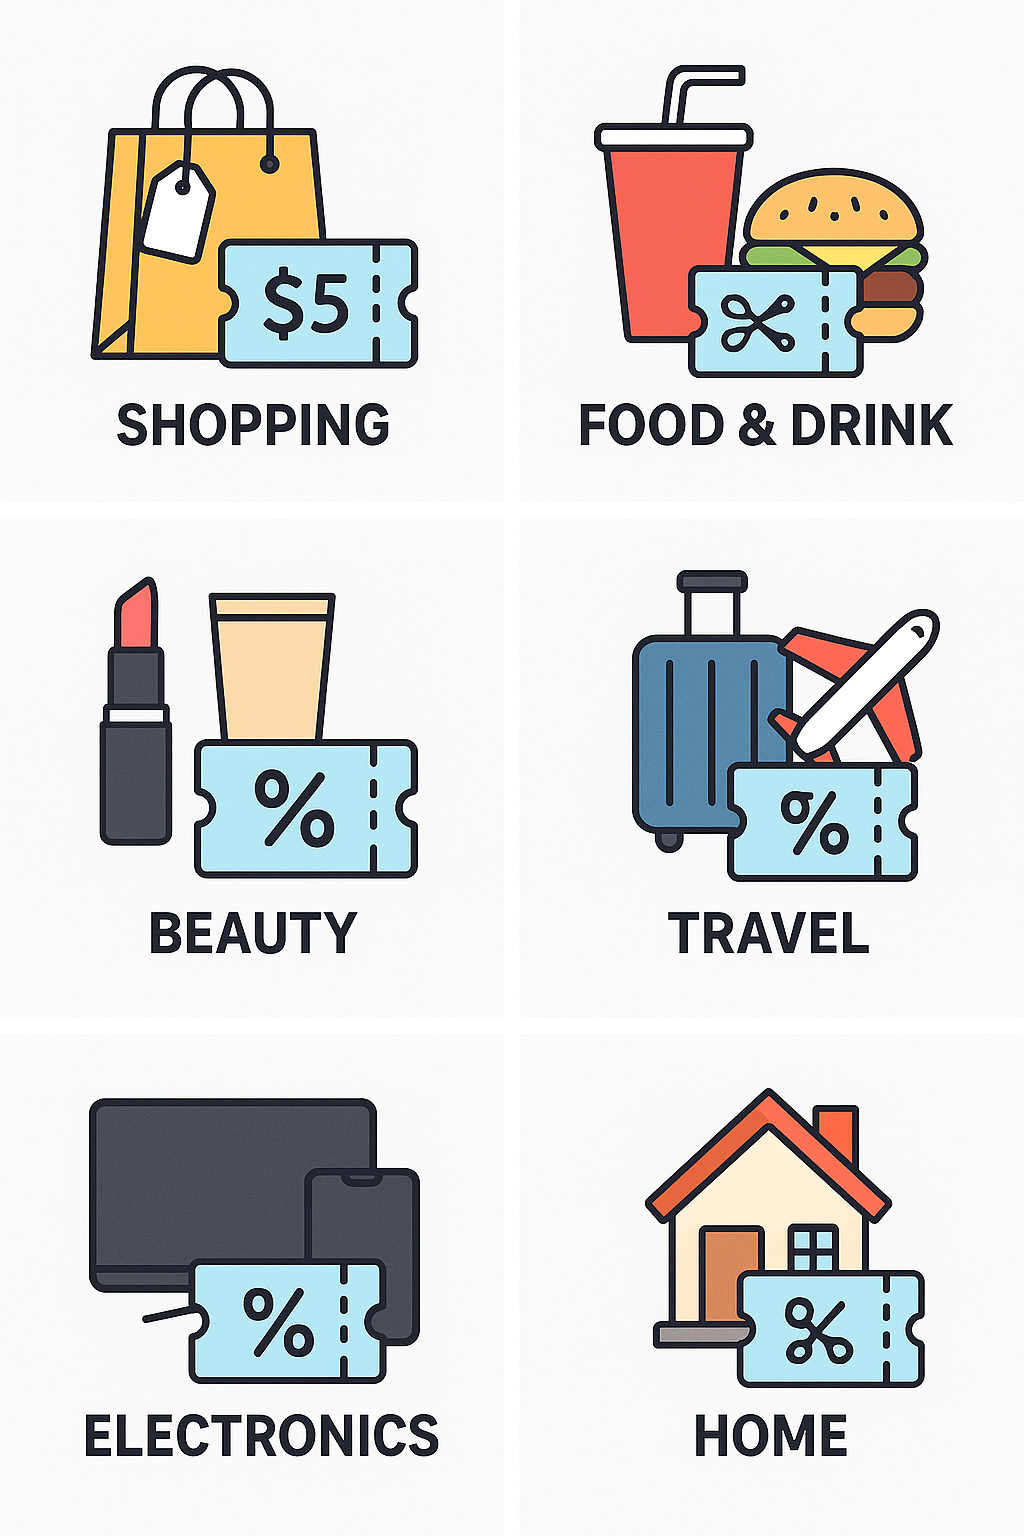 $5
SHOPPING
FOOD & DRINK
%
BEAUTY
%
TRAVEL
%
ELECTRONICS
HOME